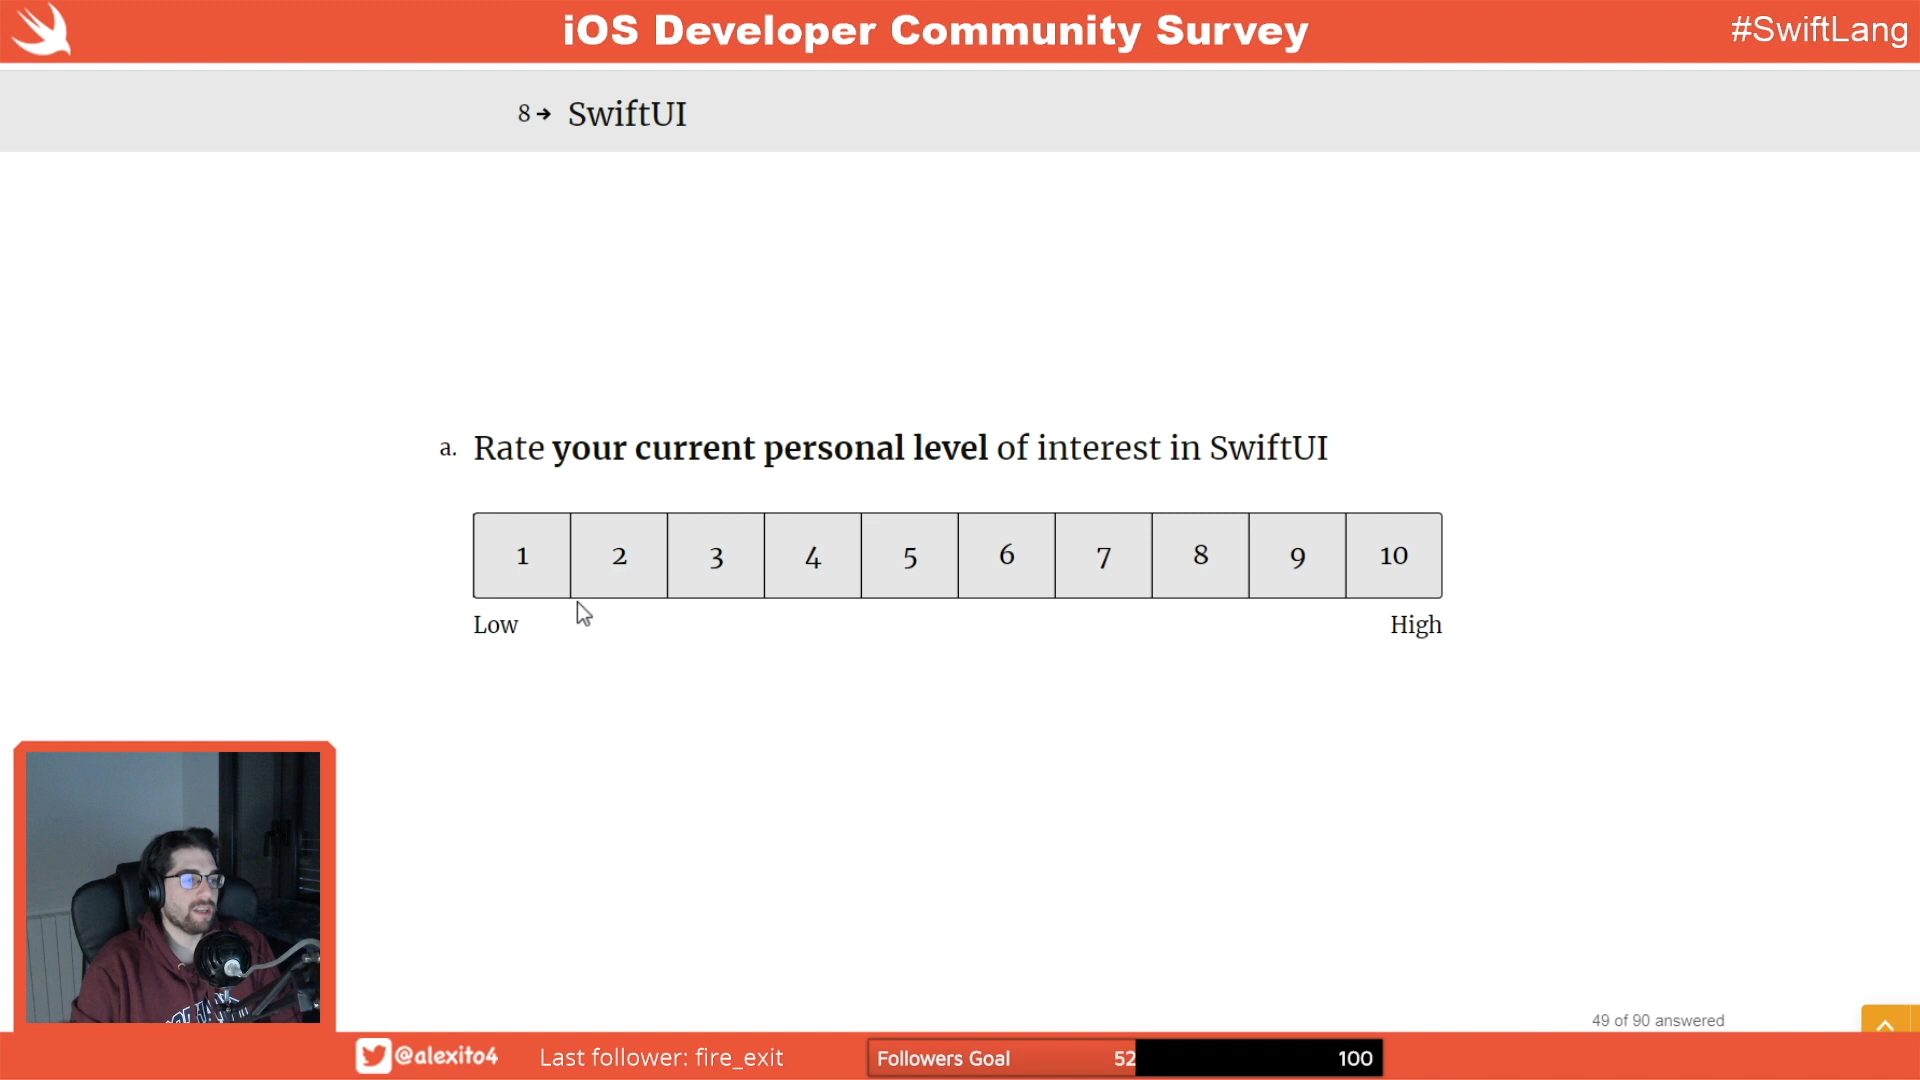 iOS Developer Community Survey
#SwiftLang
8 → SwiftUI
a. Rate your current personal level of interest in SwiftUI
1 2 3 4 5 6 7 8 9 10
Low High
49 of 90 answered
@alexito4 Last follower: fire_exit Followers Goal 52 100